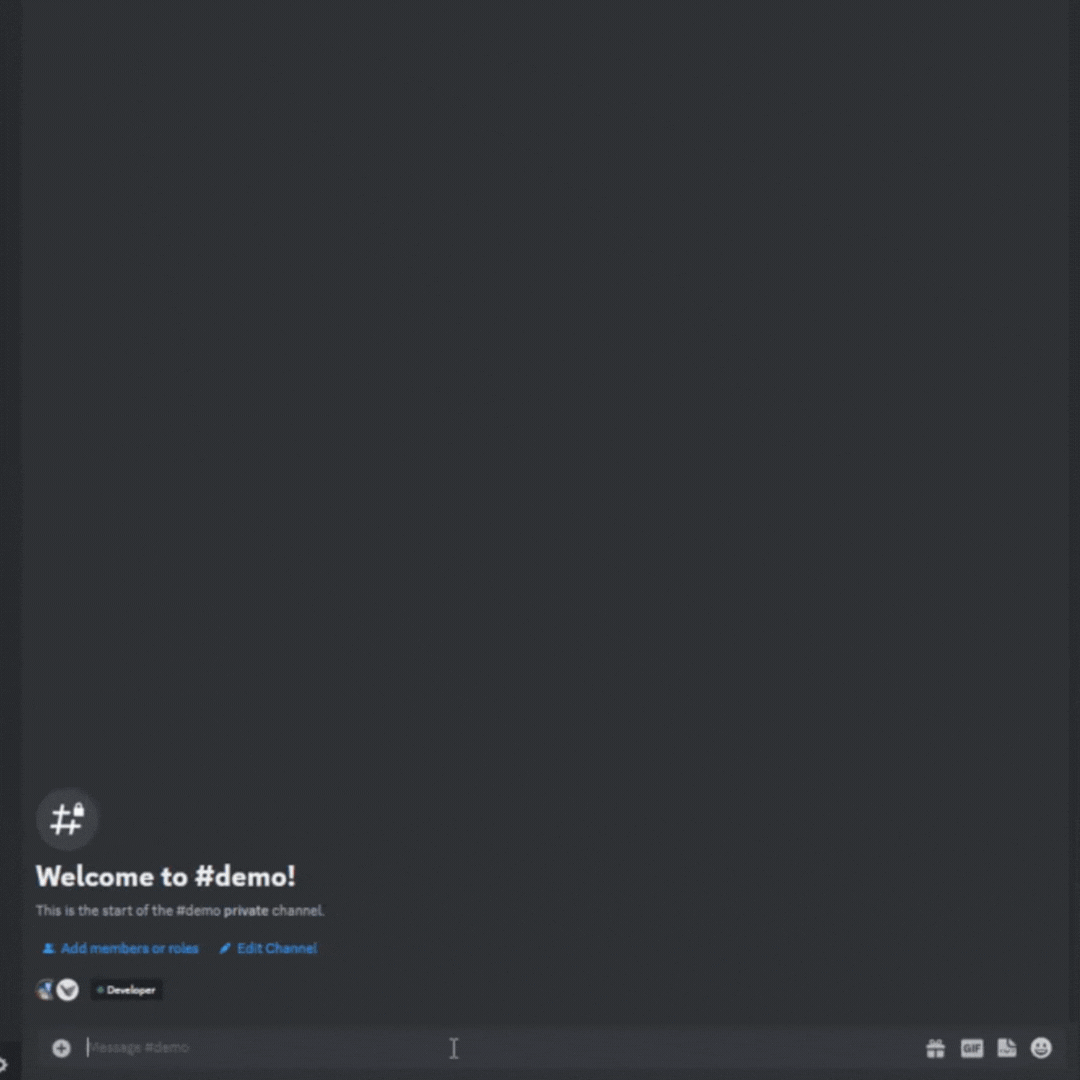 Welcome to #demo!
This is the start of the #demo private channel.
Add members or roles Edit Channel
Developer
Message #demo
GIF